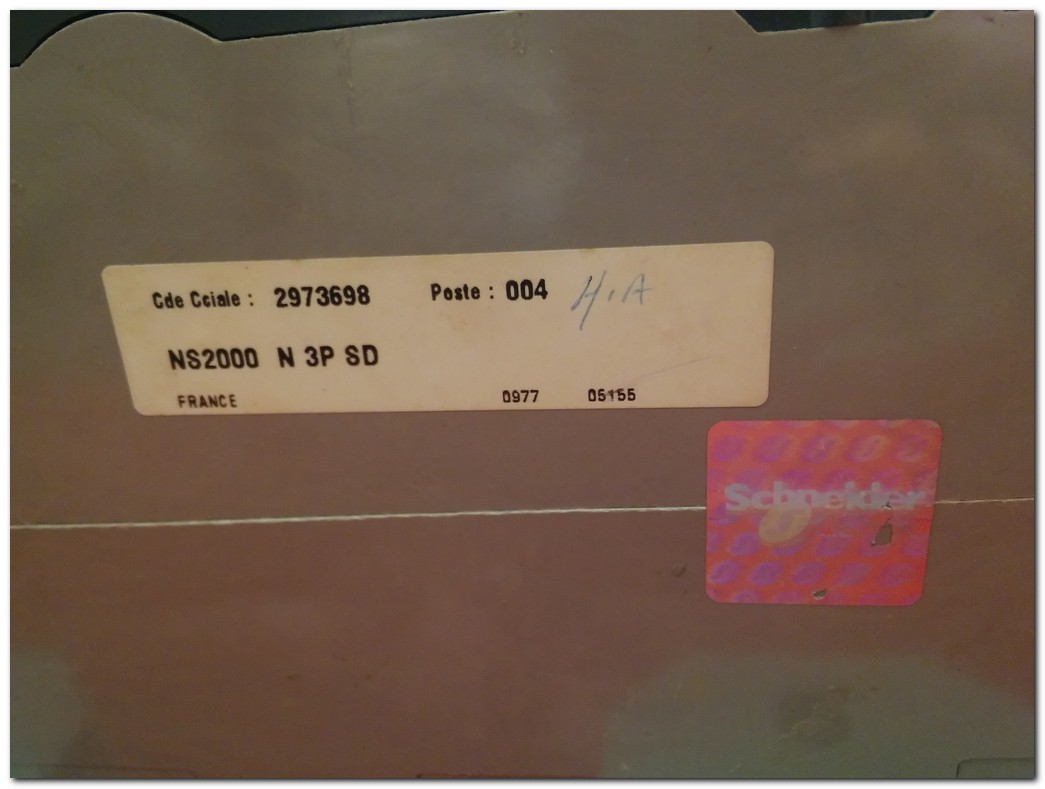 Cde Cciale : 2973698 Poste : 004 H.A
NS2000 N 3P SD
FRANCE 0977 05155
Schneider